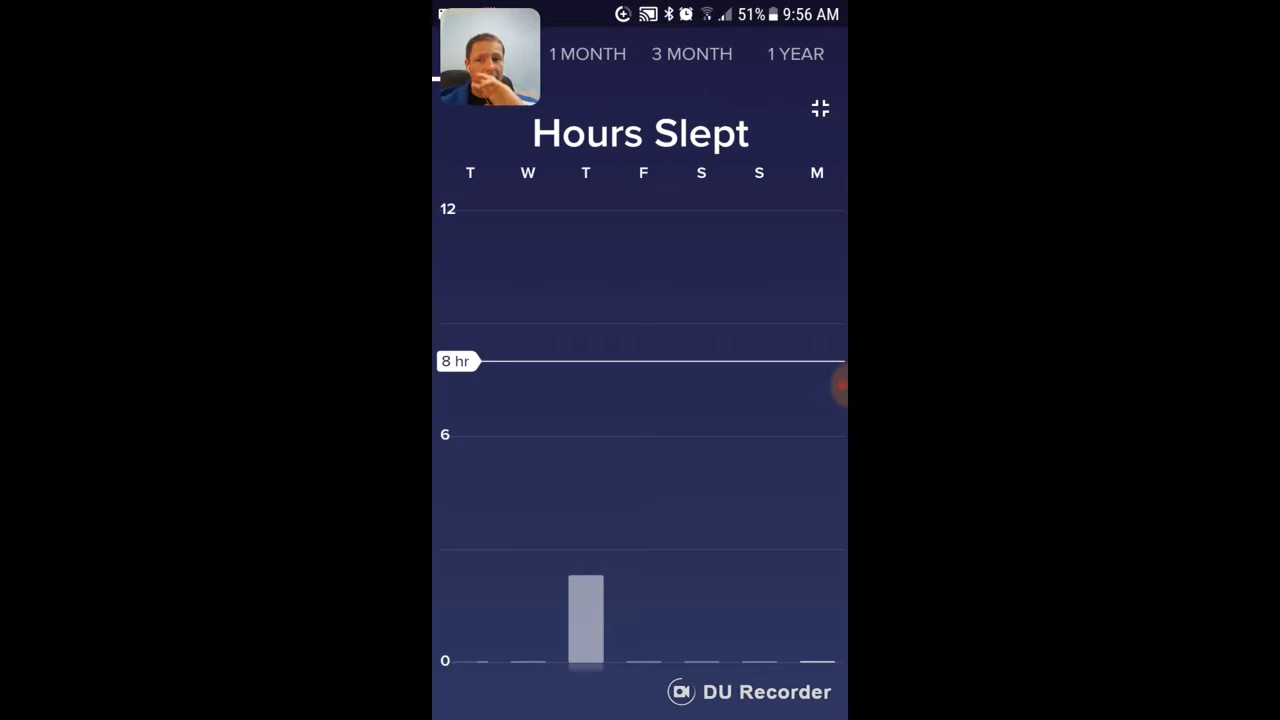 51% 9:56 AM
1 MONTH 3 MONTH 1 YEAR
Hours Slept
T W T F S S M
12
8 hr
6
0
DU Recorder